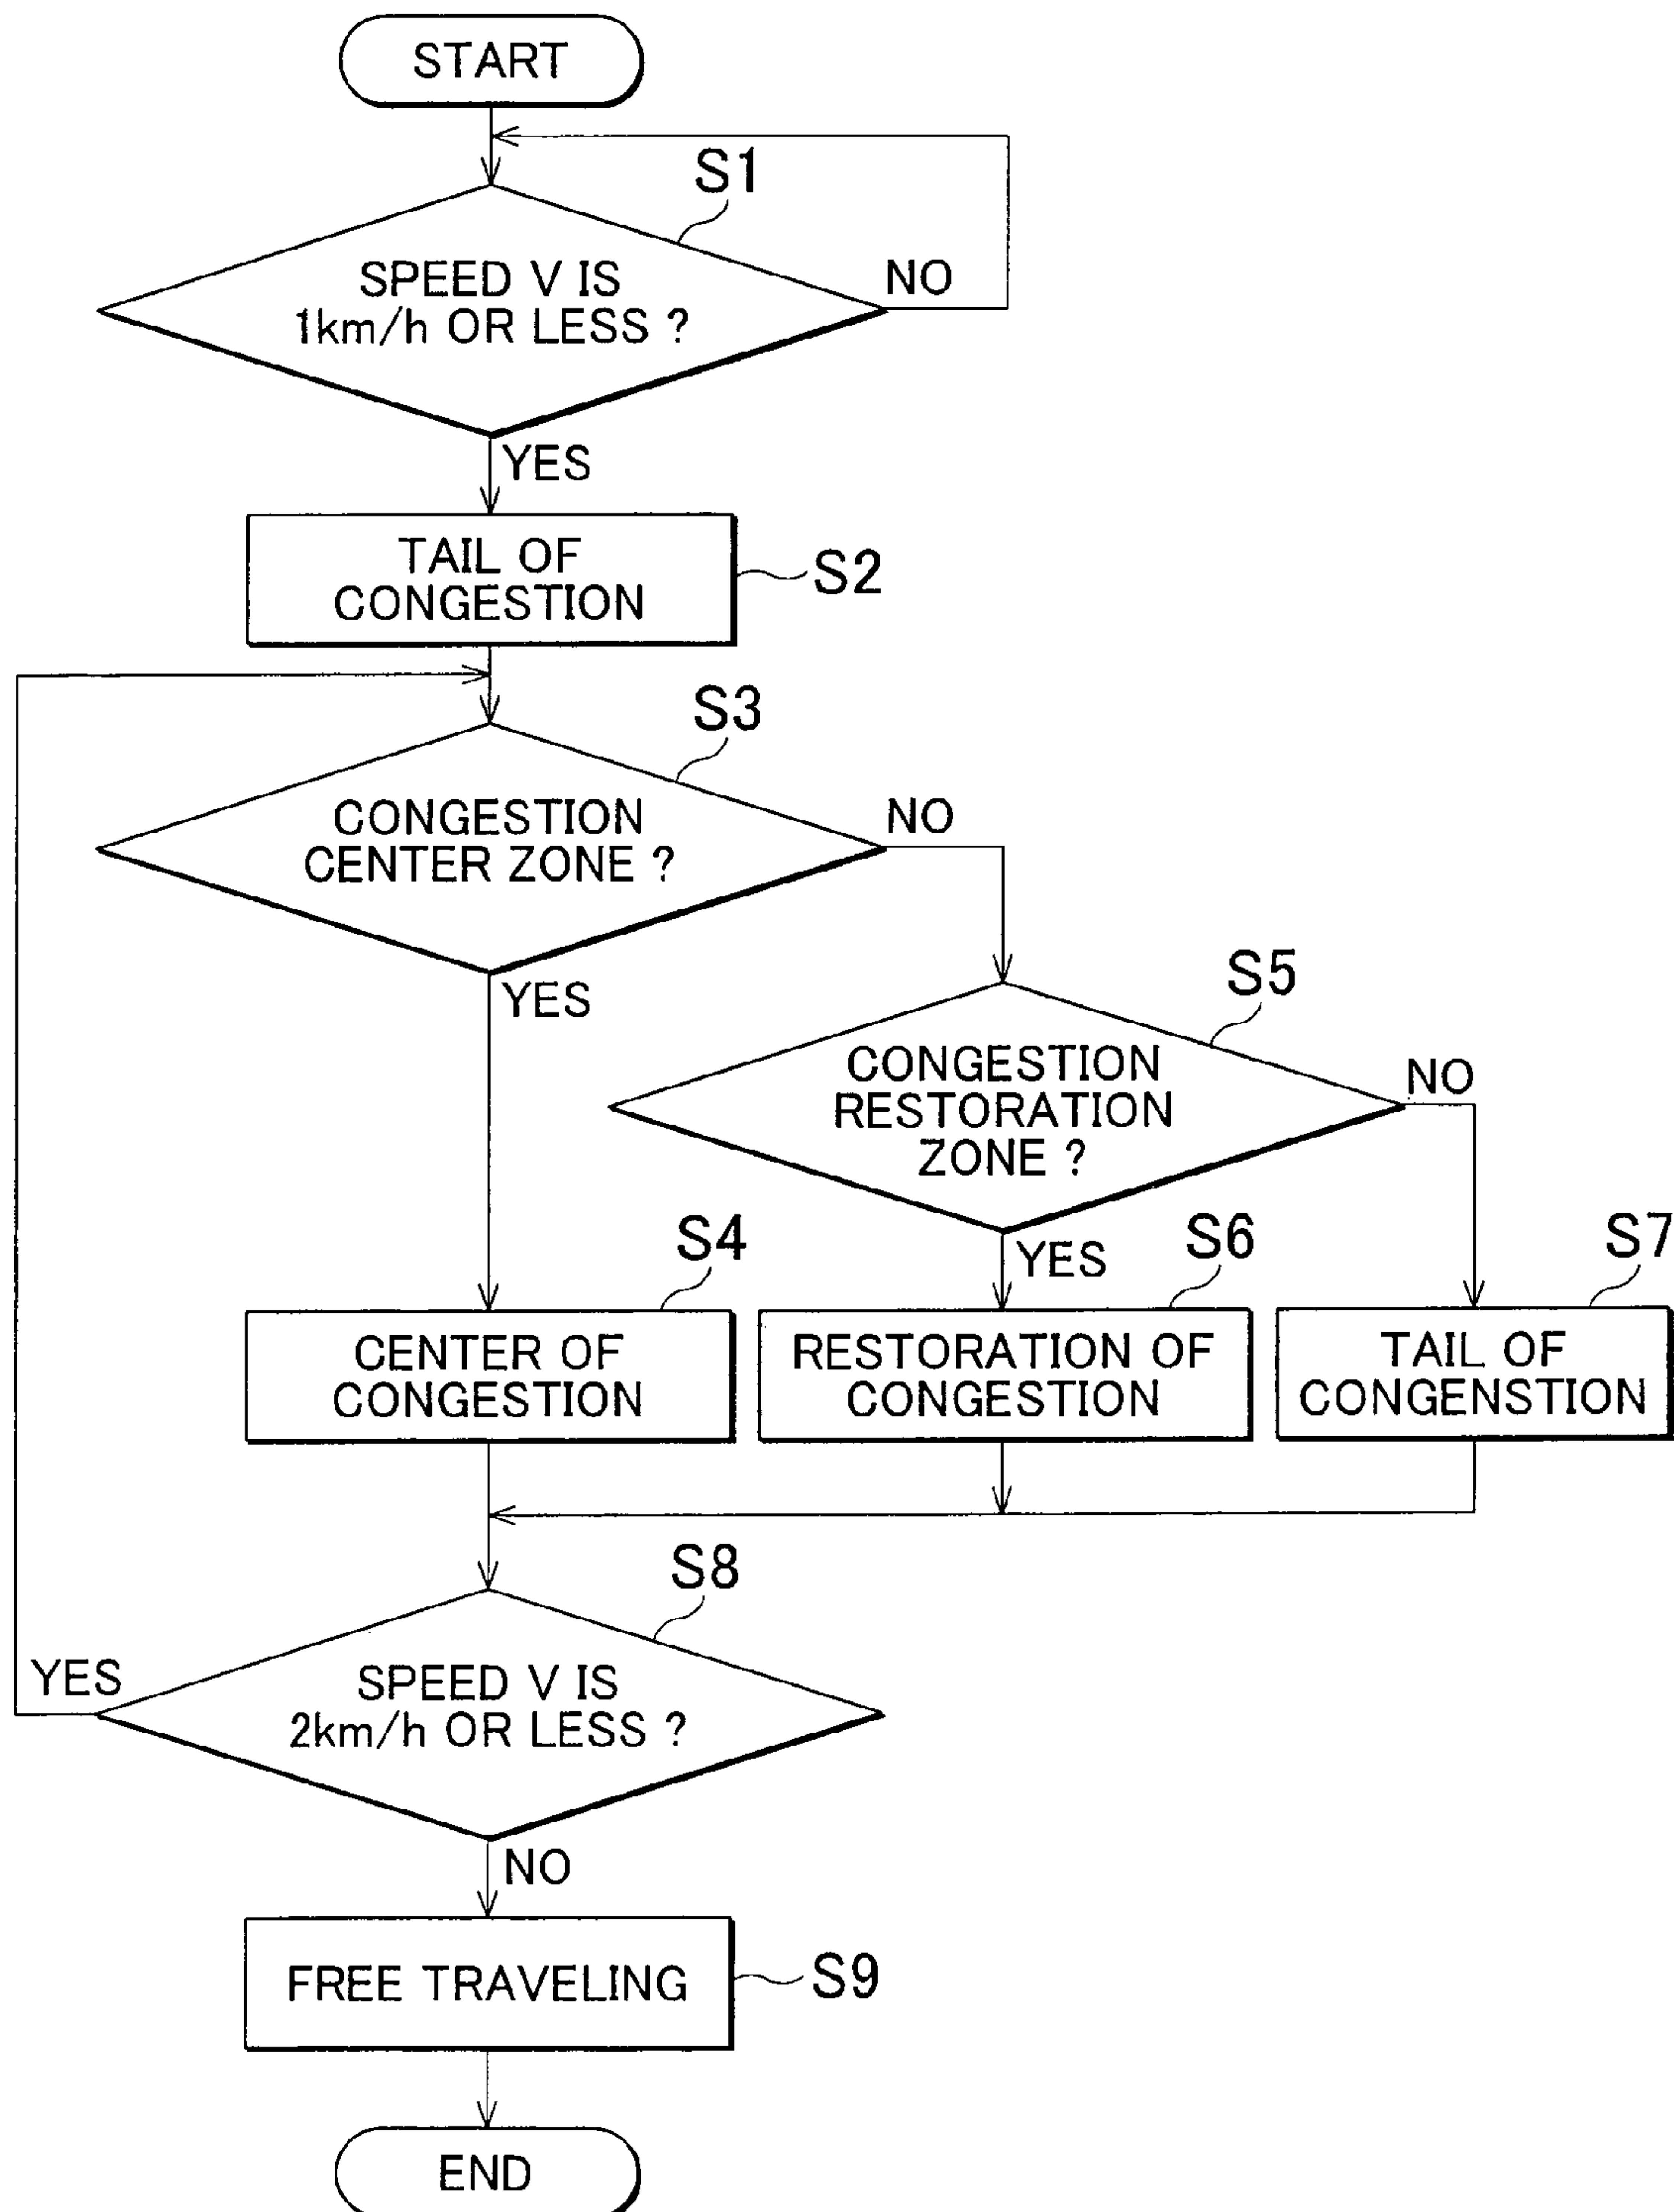 START
S1
SPEED V IS
1km/h OR LESS ?
NO
YES
TAIL OF
CONGESTION
S2
S3
CONGESTION
CENTER ZONE ?
NO
YES
S5
CONGESTION
RESTORATION
ZONE ?
NO
YES
S4
CENTER OF
CONGESTION
S6
RESTORATION OF
CONGESTION
S7
TAIL OF
CONGENSTION
S8
SPEED V IS
2km/h OR LESS ?
YES
NO
FREE TRAVELING
S9
END